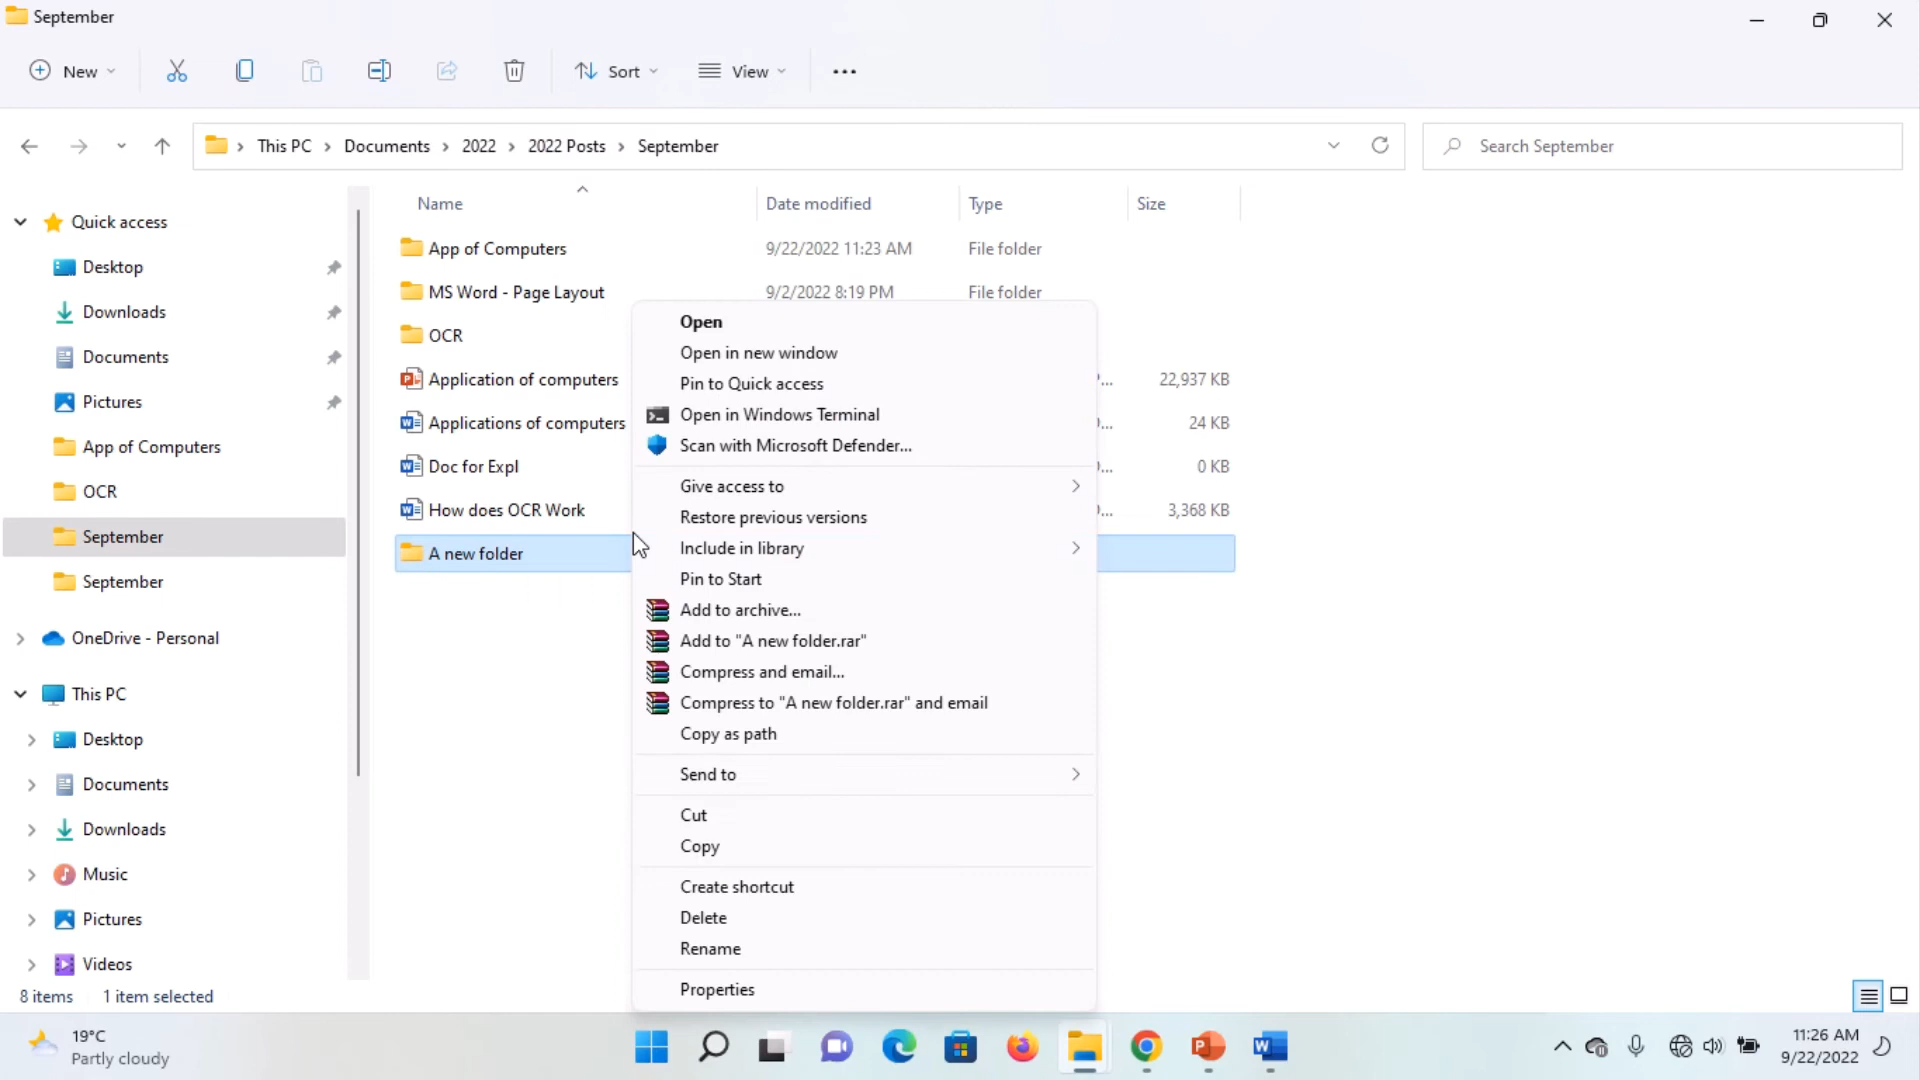 September
New
Sort
View
This PC
Documents
2022
2022 Posts
September
Search September
Name
Date modified
Type
Size
Quick access
Desktop
Downloads
Documents
Pictures
App of Computers
OCR
September
September
OneDrive - Personal
This PC
Desktop
Documents
Downloads
Music
Pictures
Videos
App of Computers 9/22/2022 11:23 AM File folder
MS Word - Page Layout 9/2/2022 8:19 PM File folder
OCR
Application of computers 22,937 KB
Applications of computers 24 KB
Doc for Expl 0 KB
How does OCR Work 3,368 KB
A new folder
Open
Open in new window
Pin to Quick access
Open in Windows Terminal
Scan with Microsoft Defender...
Give access to
Restore previous versions
Include in library
Pin to Start
Add to archive...
Add to "A new folder.rar"
Compress and email...
Compress to "A new folder.rar" and email
Copy as path
Send to
Cut
Copy
Create shortcut
Delete
Rename
Properties
8 items 1 item selected
19°C
Partly cloudy
11:26 AM
9/22/2022